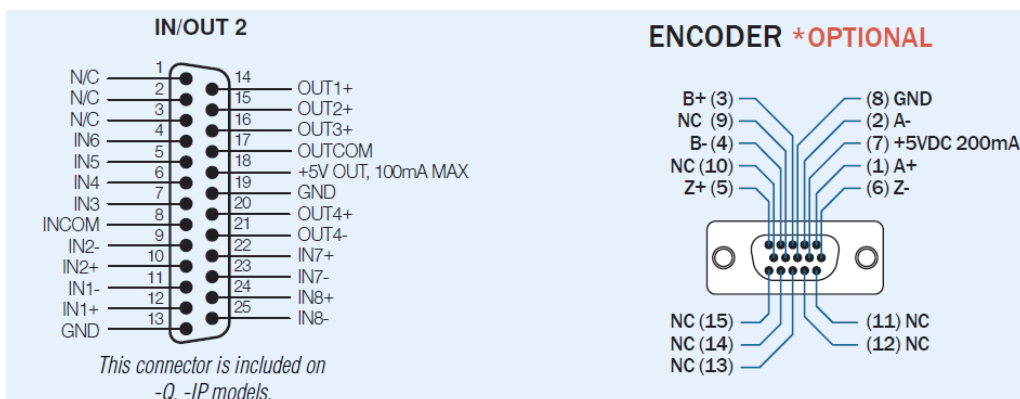 IN/OUT 2
1
N/C
2
N/C
3
N/C
4
IN6
5
IN5
6
IN4
7
IN3
8
INCOM
9
IN2-
10
IN2+
11
IN1-
12
IN1+
13
GND
14
OUT1+
15
OUT2+
16
OUT3+
17
OUTCOM
18
+5V OUT, 100mA MAX
19
GND
20
OUT4+
21
OUT4-
22
IN7+
23
IN7-
24
IN8+
25
IN8-
This connector is included on
-Q, -IP models.
ENCODER *OPTIONAL
B+ (3)
NC (9)
B- (4)
NC (10)
Z+ (5)
(8) GND
(2) A-
(7) +5VDC 200mA
(1) A+
(6) Z-
NC (15)
NC (14)
NC (13)
(11) NC
(12) NC